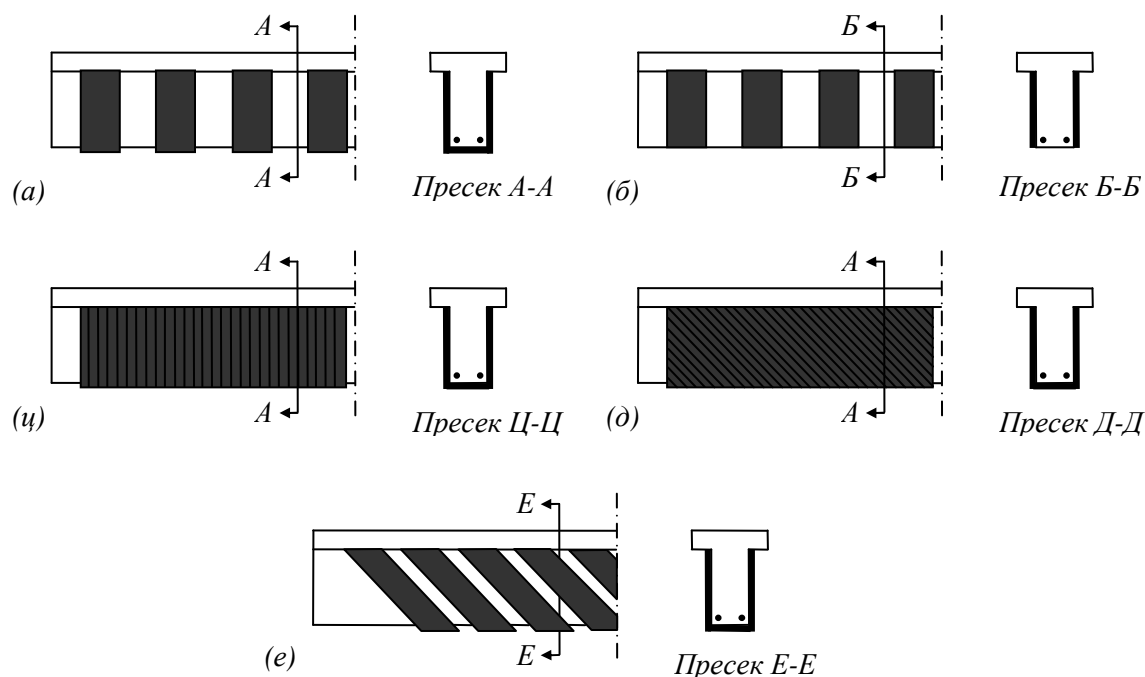 А А
А А
(а) Пресек А-А
Б Б
Б Б
(б) Пресек Б-Б
А А
А А
(ц) Пресек Ц-Ц
А А
А А
(д) Пресек Д-Д
Е Е
Е Е
(е) Пресек Е-Е